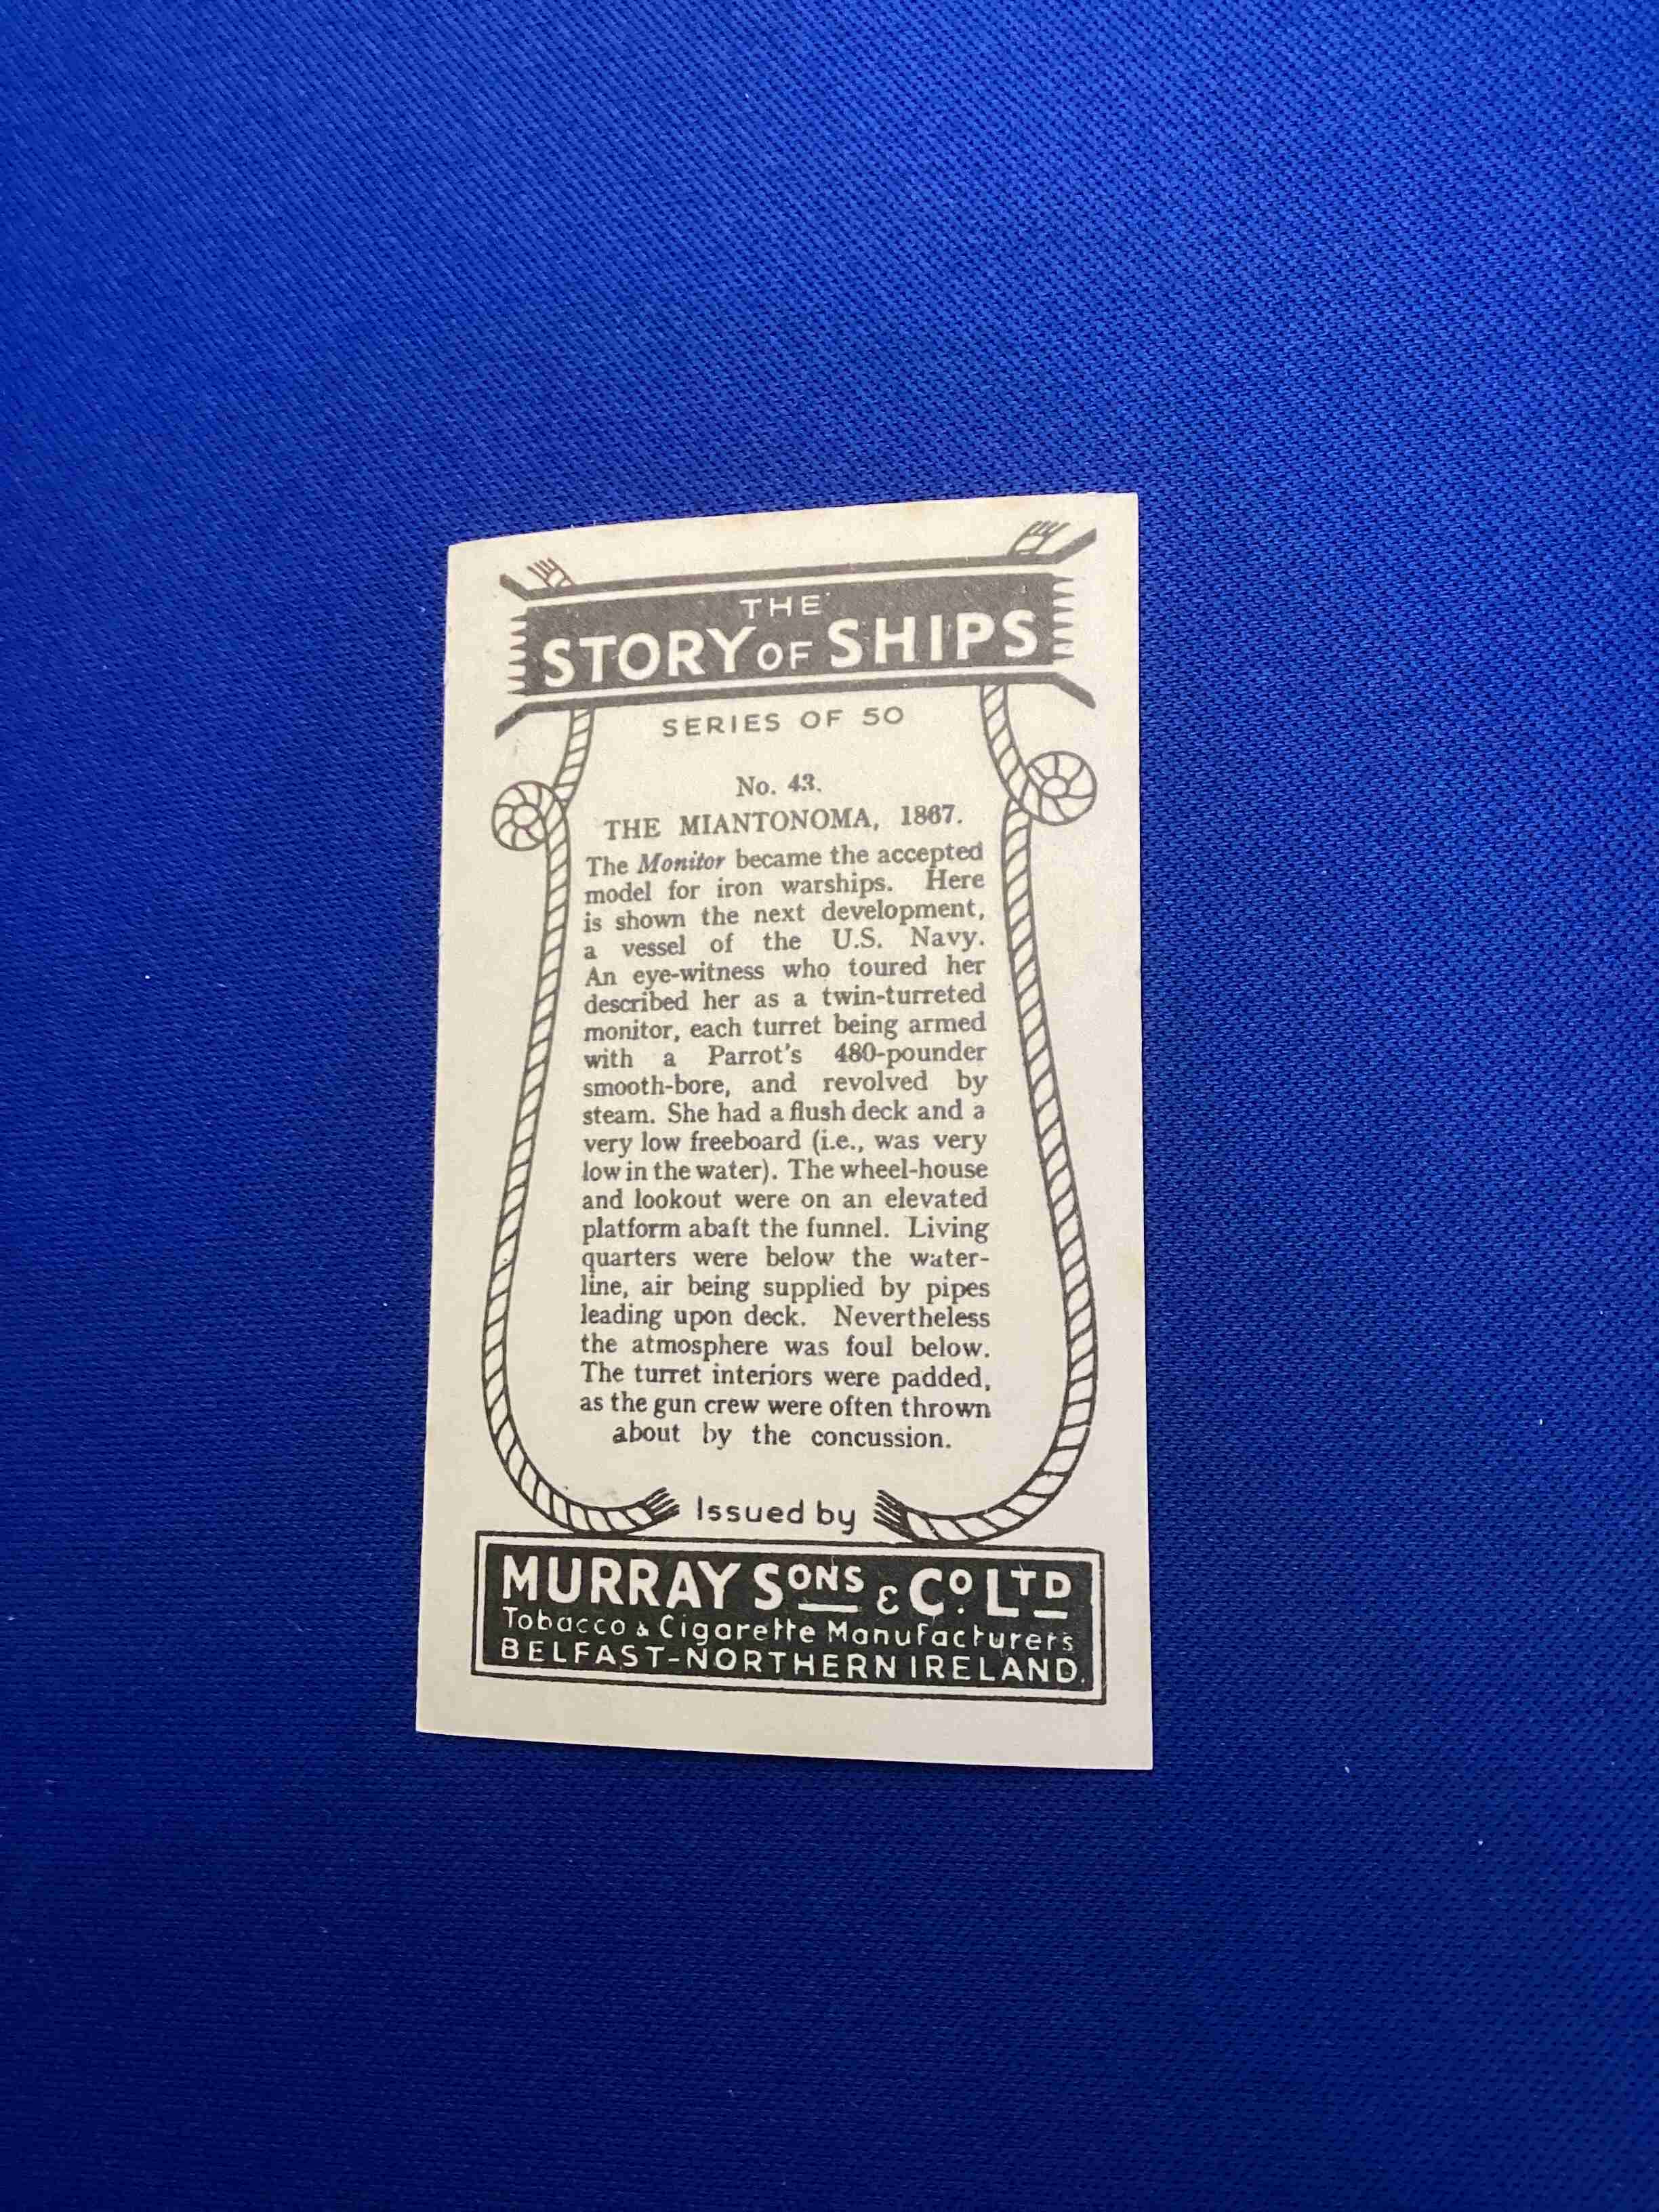 THE
STORY OF SHIPS
SERIES OF 50
No. 43.
THE MIANTONOMA, 1867.
The Monitor became the accepted
model for iron warships. Here
is shown the next development,
a vessel of the U.S. Navy.
An eye-witness who toured her
described her as a twin-turreted
monitor, each turret being armed
with a Parrot's 480-pounder
smooth-bore, and revolved by
steam. She had a flush deck and a
very low freeboard (i.e., was very
low in the water). The wheel-house
and lookout were on an elevated
platform abaft the funnel. Living
quarters were below the water-
line, air being supplied by pipes
leading upon deck. Nevertheless
the atmosphere was foul below.
The turret interiors were padded,
as the gun crew were often thrown
about by the concussion.
Issued by
MURRAY SONS & CO. LTD
Tobacco & Cigarette Manufacturers
BELFAST-NORTHERN IRELAND.